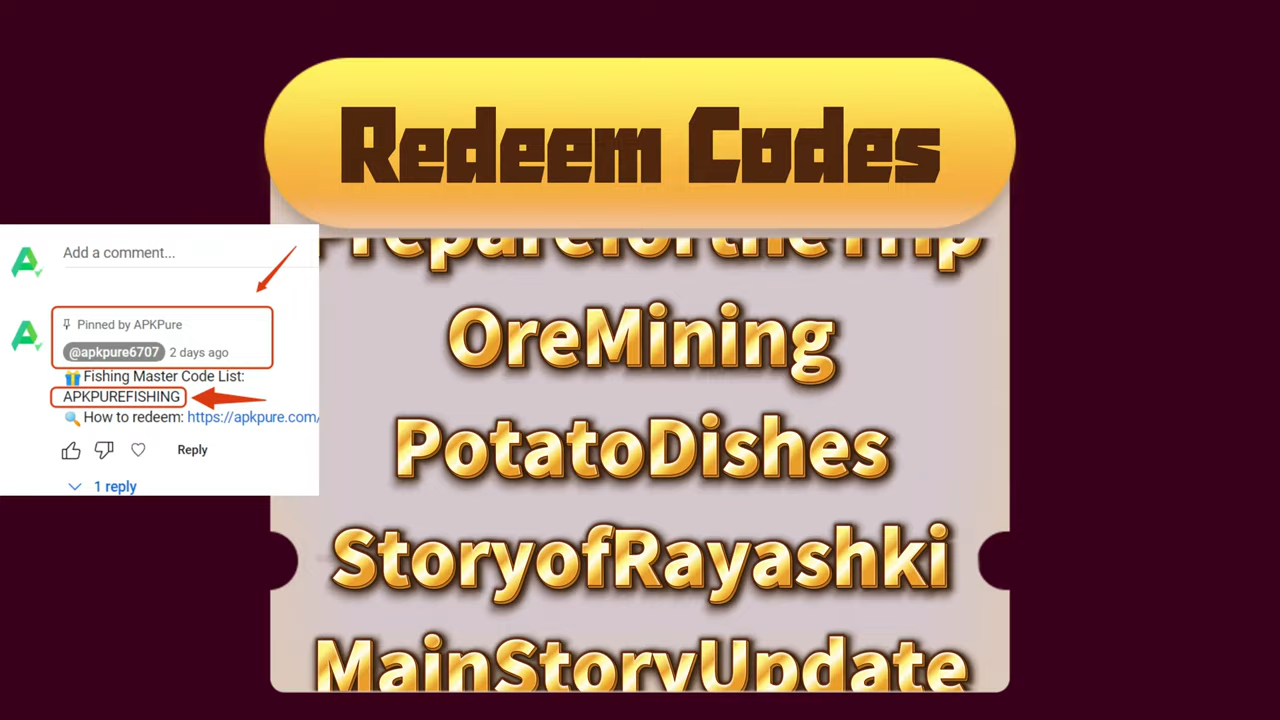 Redeem Codes
PreparefortheTrip
OreMining
PotatoDishes
StoryofRayashki
MainStoryUpdate
Add a comment...
Pinned by APKPure
@apkpure6707 2 days ago
Fishing Master Code List:
APKPUREFISHING
How to redeem: https://apkpure.com/
Reply
1 reply